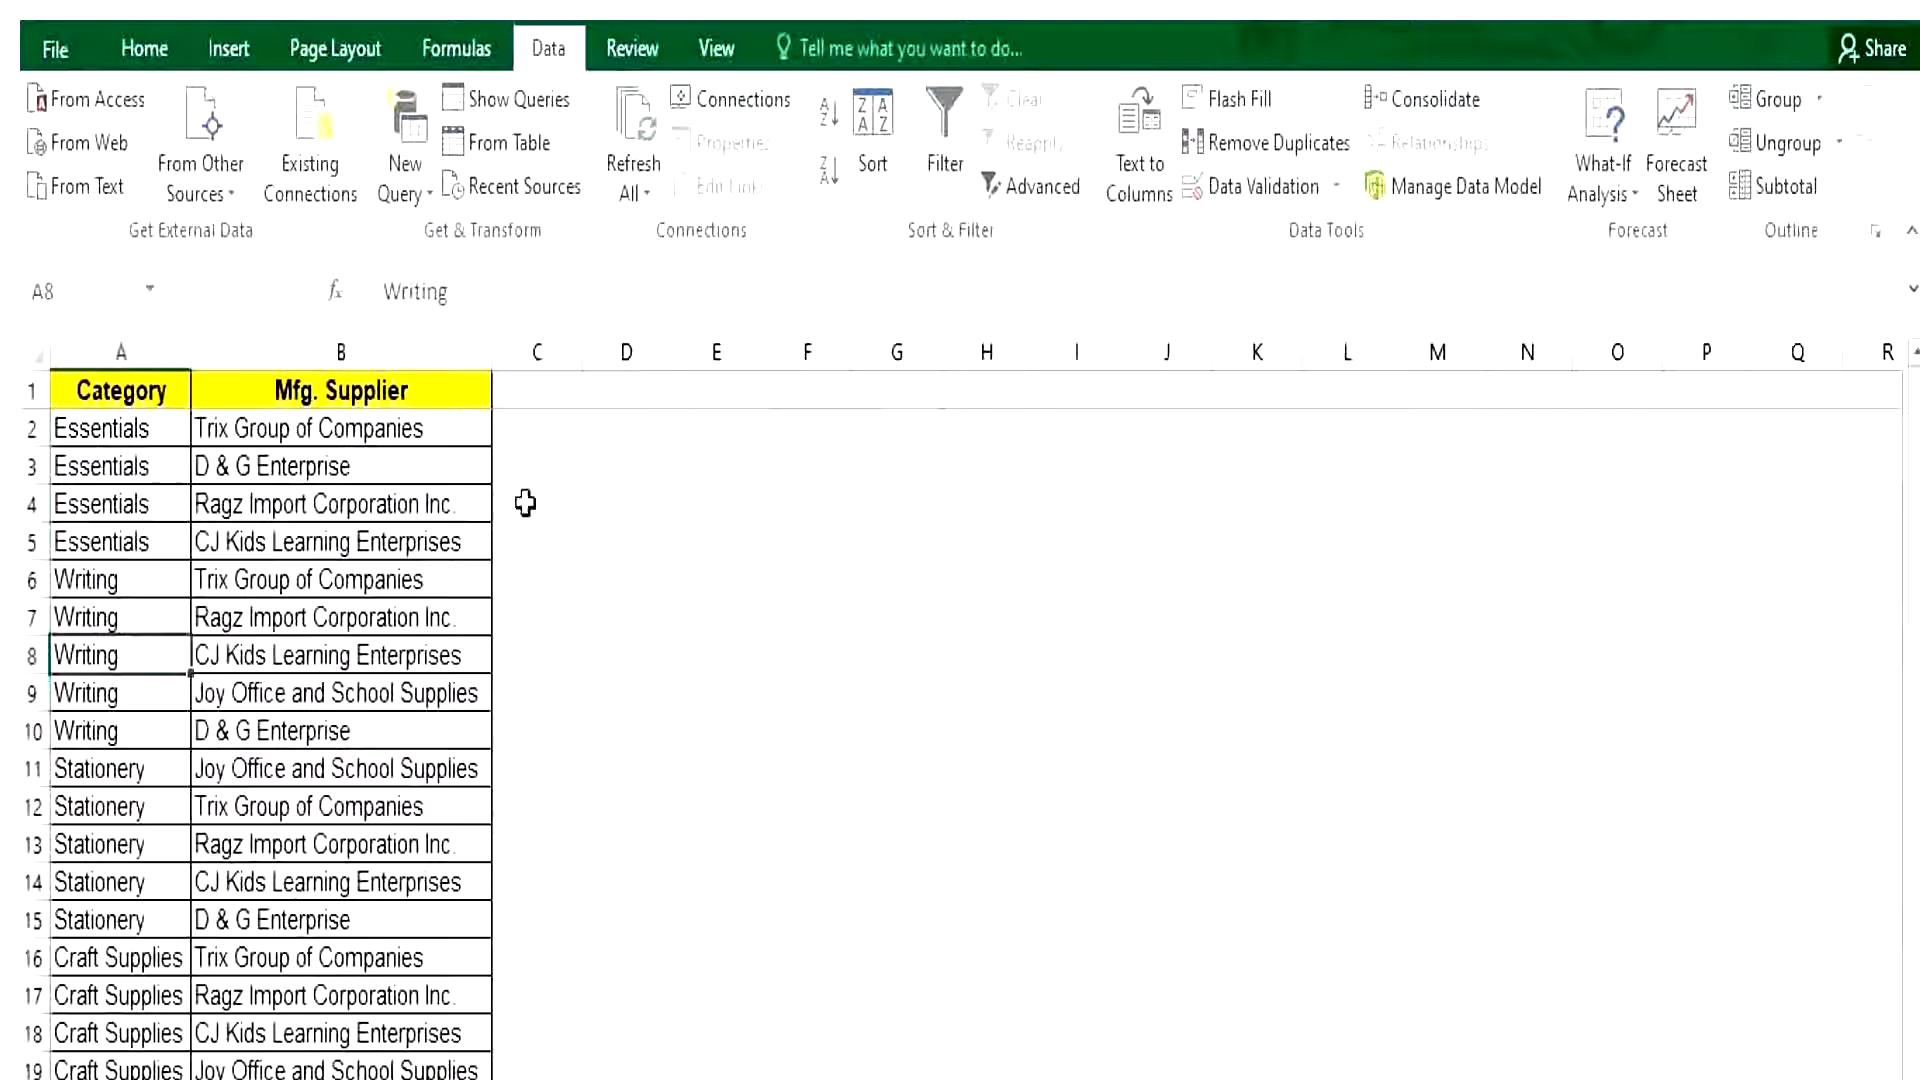 File Home Insert Page Layout Formulas Data Review View Tell me what you want to do... Share
From Access
From Web
From Text
From Other Sources
Existing Connections
Get External Data
New Query
Show Queries
From Table
Recent Sources
Get & Transform
Refresh All
Connections
Properties
Edit Links
Connections
Sort
Filter
Clear
Reapply
Advanced
Sort & Filter
Text to Columns
Flash Fill
Remove Duplicates
Data Validation
Consolidate
Relationships
Manage Data Model
Data Tools
What-If Analysis
Forecast Sheet
Forecast
Group
Ungroup
Subtotal
Outline
A8 fx Writing
A B C D E F G H I J K L M N O P Q R
1 Category Mfg. Supplier
2 Essentials Trix Group of Companies
3 Essentials D & G Enterprise
4 Essentials Ragz Import Corporation Inc.
5 Essentials CJ Kids Learning Enterprises
6 Writing Trix Group of Companies
7 Writing Ragz Import Corporation Inc.
8 Writing CJ Kids Learning Enterprises
9 Writing Joy Office and School Supplies
10 Writing D & G Enterprise
11 Stationery Joy Office and School Supplies
12 Stationery Trix Group of Companies
13 Stationery Ragz Import Corporation Inc.
14 Stationery CJ Kids Learning Enterprises
15 Stationery D & G Enterprise
16 Craft Supplies Trix Group of Companies
17 Craft Supplies Ragz Import Corporation Inc.
18 Craft Supplies CJ Kids Learning Enterprises
19 Craft Supplies Joy Office and School Supplies